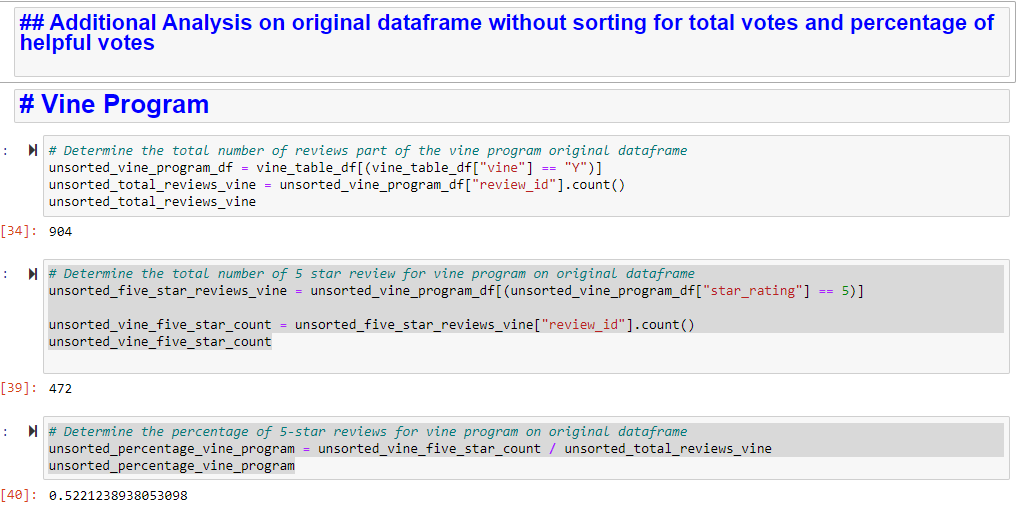 ## Additional Analysis on original dataframe without sorting for total votes and percentage of
helpful votes
# Vine Program
:
# Determine the total number of reviews part of the vine program original dataframe
unsorted_vine_program_df = vine_table_df[(vine_table_df["vine"] == "Y")]
unsorted_total_reviews_vine = unsorted_vine_program_df["review_id"].count()
unsorted_total_reviews_vine
[34]: 904
:
# Determine the total number of 5 star review for vine program on original dataframe
unsorted_five_star_reviews_vine = unsorted_vine_program_df[(unsorted_vine_program_df["star_rating"] == 5)]
unsorted_vine_five_star_count = unsorted_five_star_reviews_vine["review_id"].count()
unsorted_vine_five_star_count
[39]: 472
:
# Determine the percentage of 5-star reviews for vine program on original dataframe
unsorted_percentage_vine_program = unsorted_vine_five_star_count / unsorted_total_reviews_vine
unsorted_percentage_vine_program
[40]: 0.5221238938053098